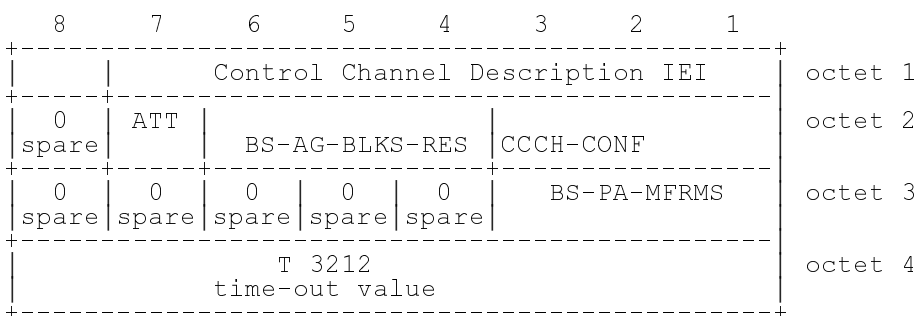 8 7 6 5 4 3 2 1
Control Channel Description IEI octet 1
0 ATT octet 2
spare BS-AG-BLKS-RES CCCH-CONF
0 0 0 0 0 BS-PA-MFRMS octet 3
spare spare spare spare spare
T 3212 octet 4
time-out value